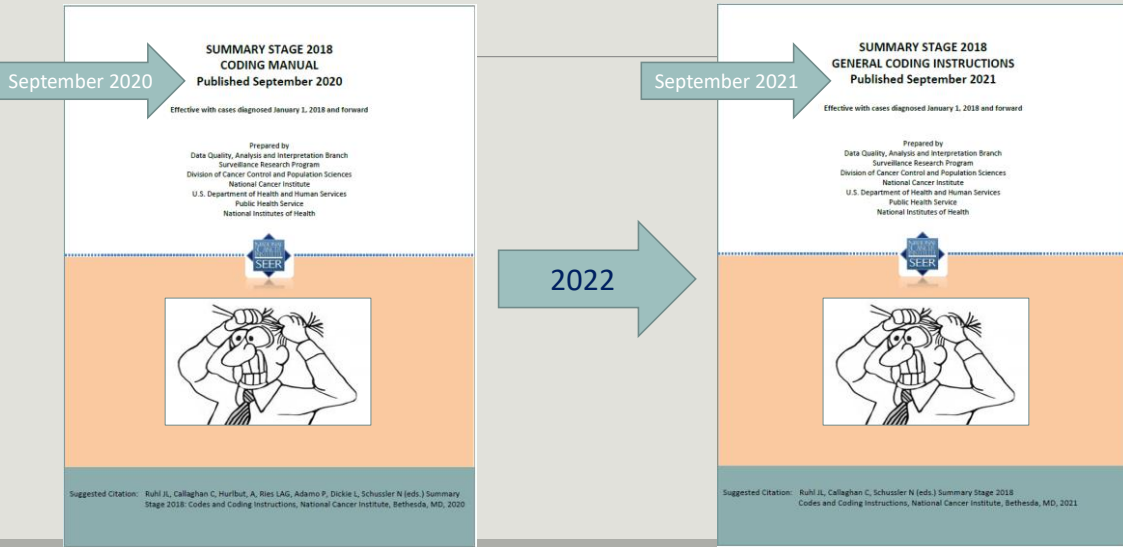 September 2020
SUMMARY STAGE 2018
CODING MANUAL
Published September 2020
Effective with cases diagnosed January 1, 2018 and forward
Prepared by
Data Quality, Analysis and Interpretation Branch
Surveillance Research Program
Division of Cancer Control and Population Sciences
National Cancer Institute
U.S. Department of Health and Human Services
Public Health Service
National Institutes of Health
SEER
Suggested Citation: Ruhl JL, Callaghan C, Hurlbut, A, Ries LAG, Adamo P, Dickie L, Schussler N (eds.) Summary
Stage 2018: Codes and Coding Instructions, National Cancer Institute, Bethesda, MD, 2020
2022
September 2021
SUMMARY STAGE 2018
GENERAL CODING INSTRUCTIONS
Published September 2021
Effective with cases diagnosed January 1, 2018 and forward
Prepared by
Data Quality, Analysis and Interpretation Branch
Surveillance Research Program
Division of Cancer Control and Population Sciences
National Cancer Institute
U.S. Department of Health and Human Services
Public Health Service
National Institutes of Health
SEER
Suggested Citation: Ruhl JL, Callaghan C, Schussler N (eds.) Summary Stage 2018
Codes and Coding Instructions, National Cancer Institute, Bethesda, MD, 2021